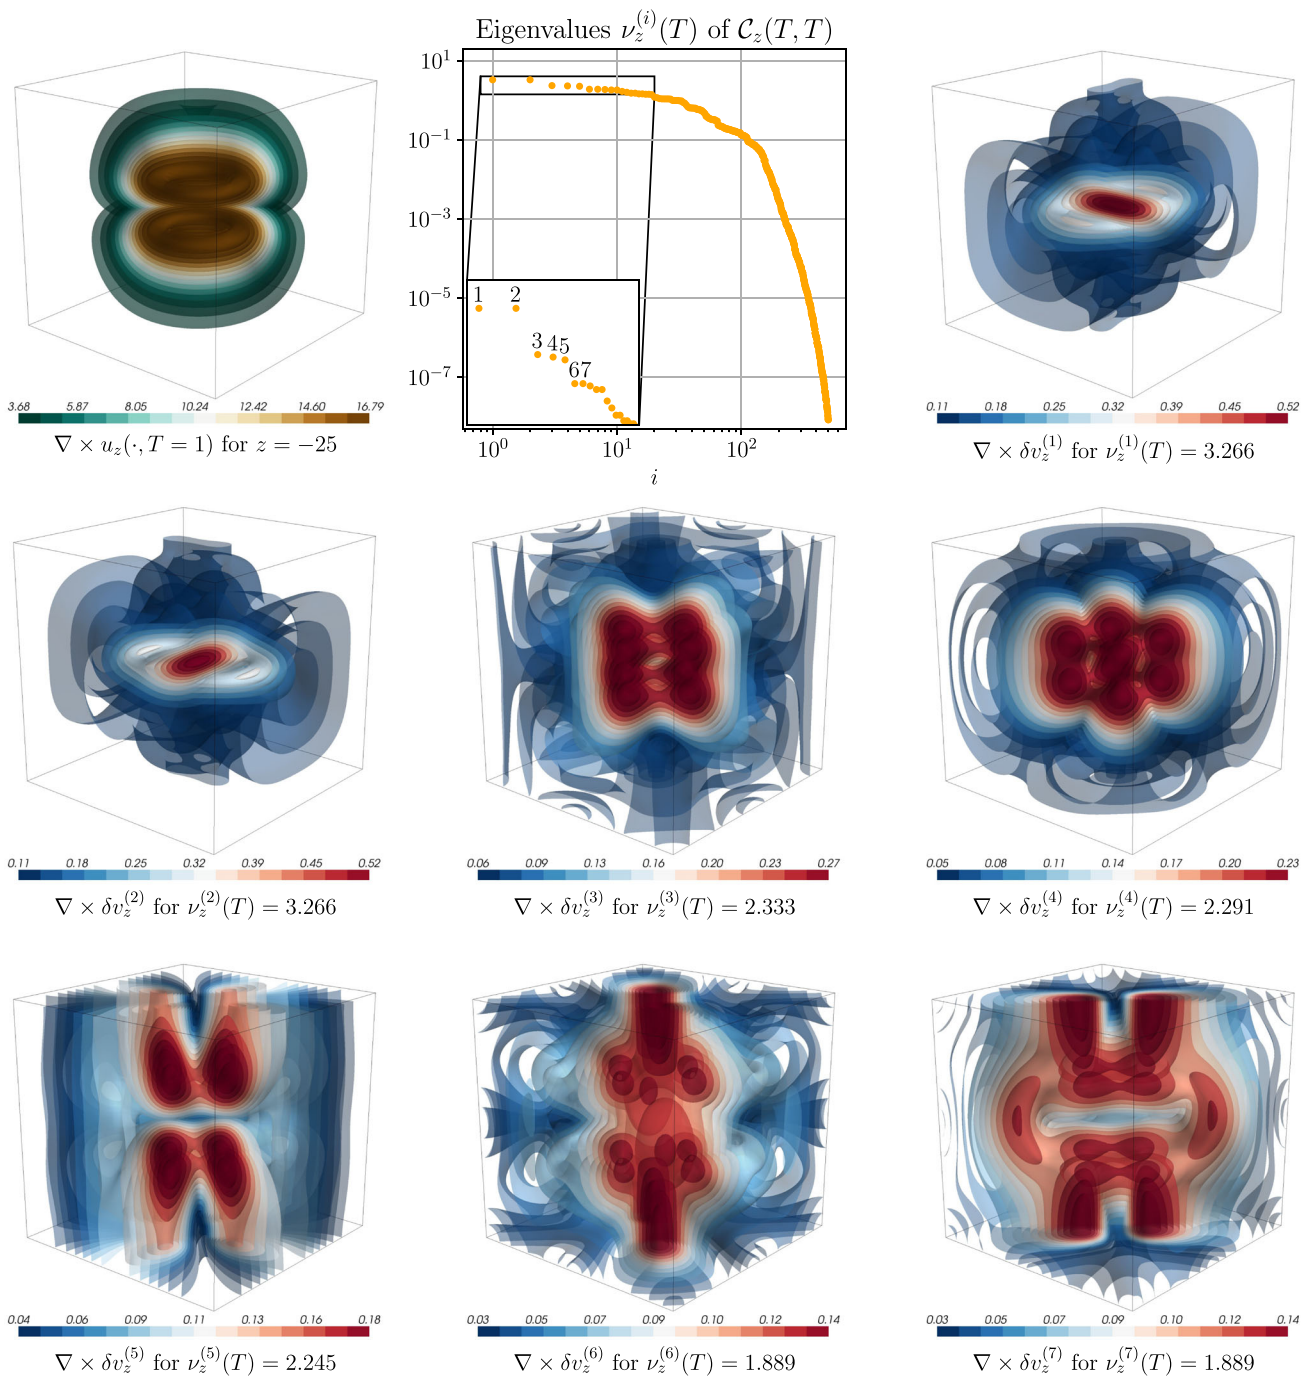 Eigenvalues ν_z^{(i)}(T) of 𝒞_z(T, T)
10^1
10^{−1}
10^{−3}
10^{−5}
10^{−7}
1 2
3 4 5
6 7
10^0 10^1 10^2
i
3.68 5.87 8.05 10.24 12.42 14.60 16.79
∇ × u_z(·, T = 1) for z = −25
0.11 0.18 0.25 0.32 0.39 0.45 0.52
∇ × δv_z^{(1)} for ν_z^{(1)}(T) = 3.266
0.11 0.18 0.25 0.32 0.39 0.45 0.52
∇ × δv_z^{(2)} for ν_z^{(2)}(T) = 3.266
0.06 0.09 0.13 0.16 0.20 0.23 0.27
∇ × δv_z^{(3)} for ν_z^{(3)}(T) = 2.333
0.05 0.08 0.11 0.14 0.17 0.20 0.23
∇ × δv_z^{(4)} for ν_z^{(4)}(T) = 2.291
0.04 0.06 0.09 0.11 0.13 0.16 0.18
∇ × δv_z^{(5)} for ν_z^{(5)}(T) = 2.245
0.03 0.05 0.07 0.09 0.10 0.12 0.14
∇ × δv_z^{(6)} for ν_z^{(6)}(T) = 1.889
0.03 0.05 0.07 0.09 0.10 0.12 0.14
∇ × δv_z^{(7)} for ν_z^{(7)}(T) = 1.889